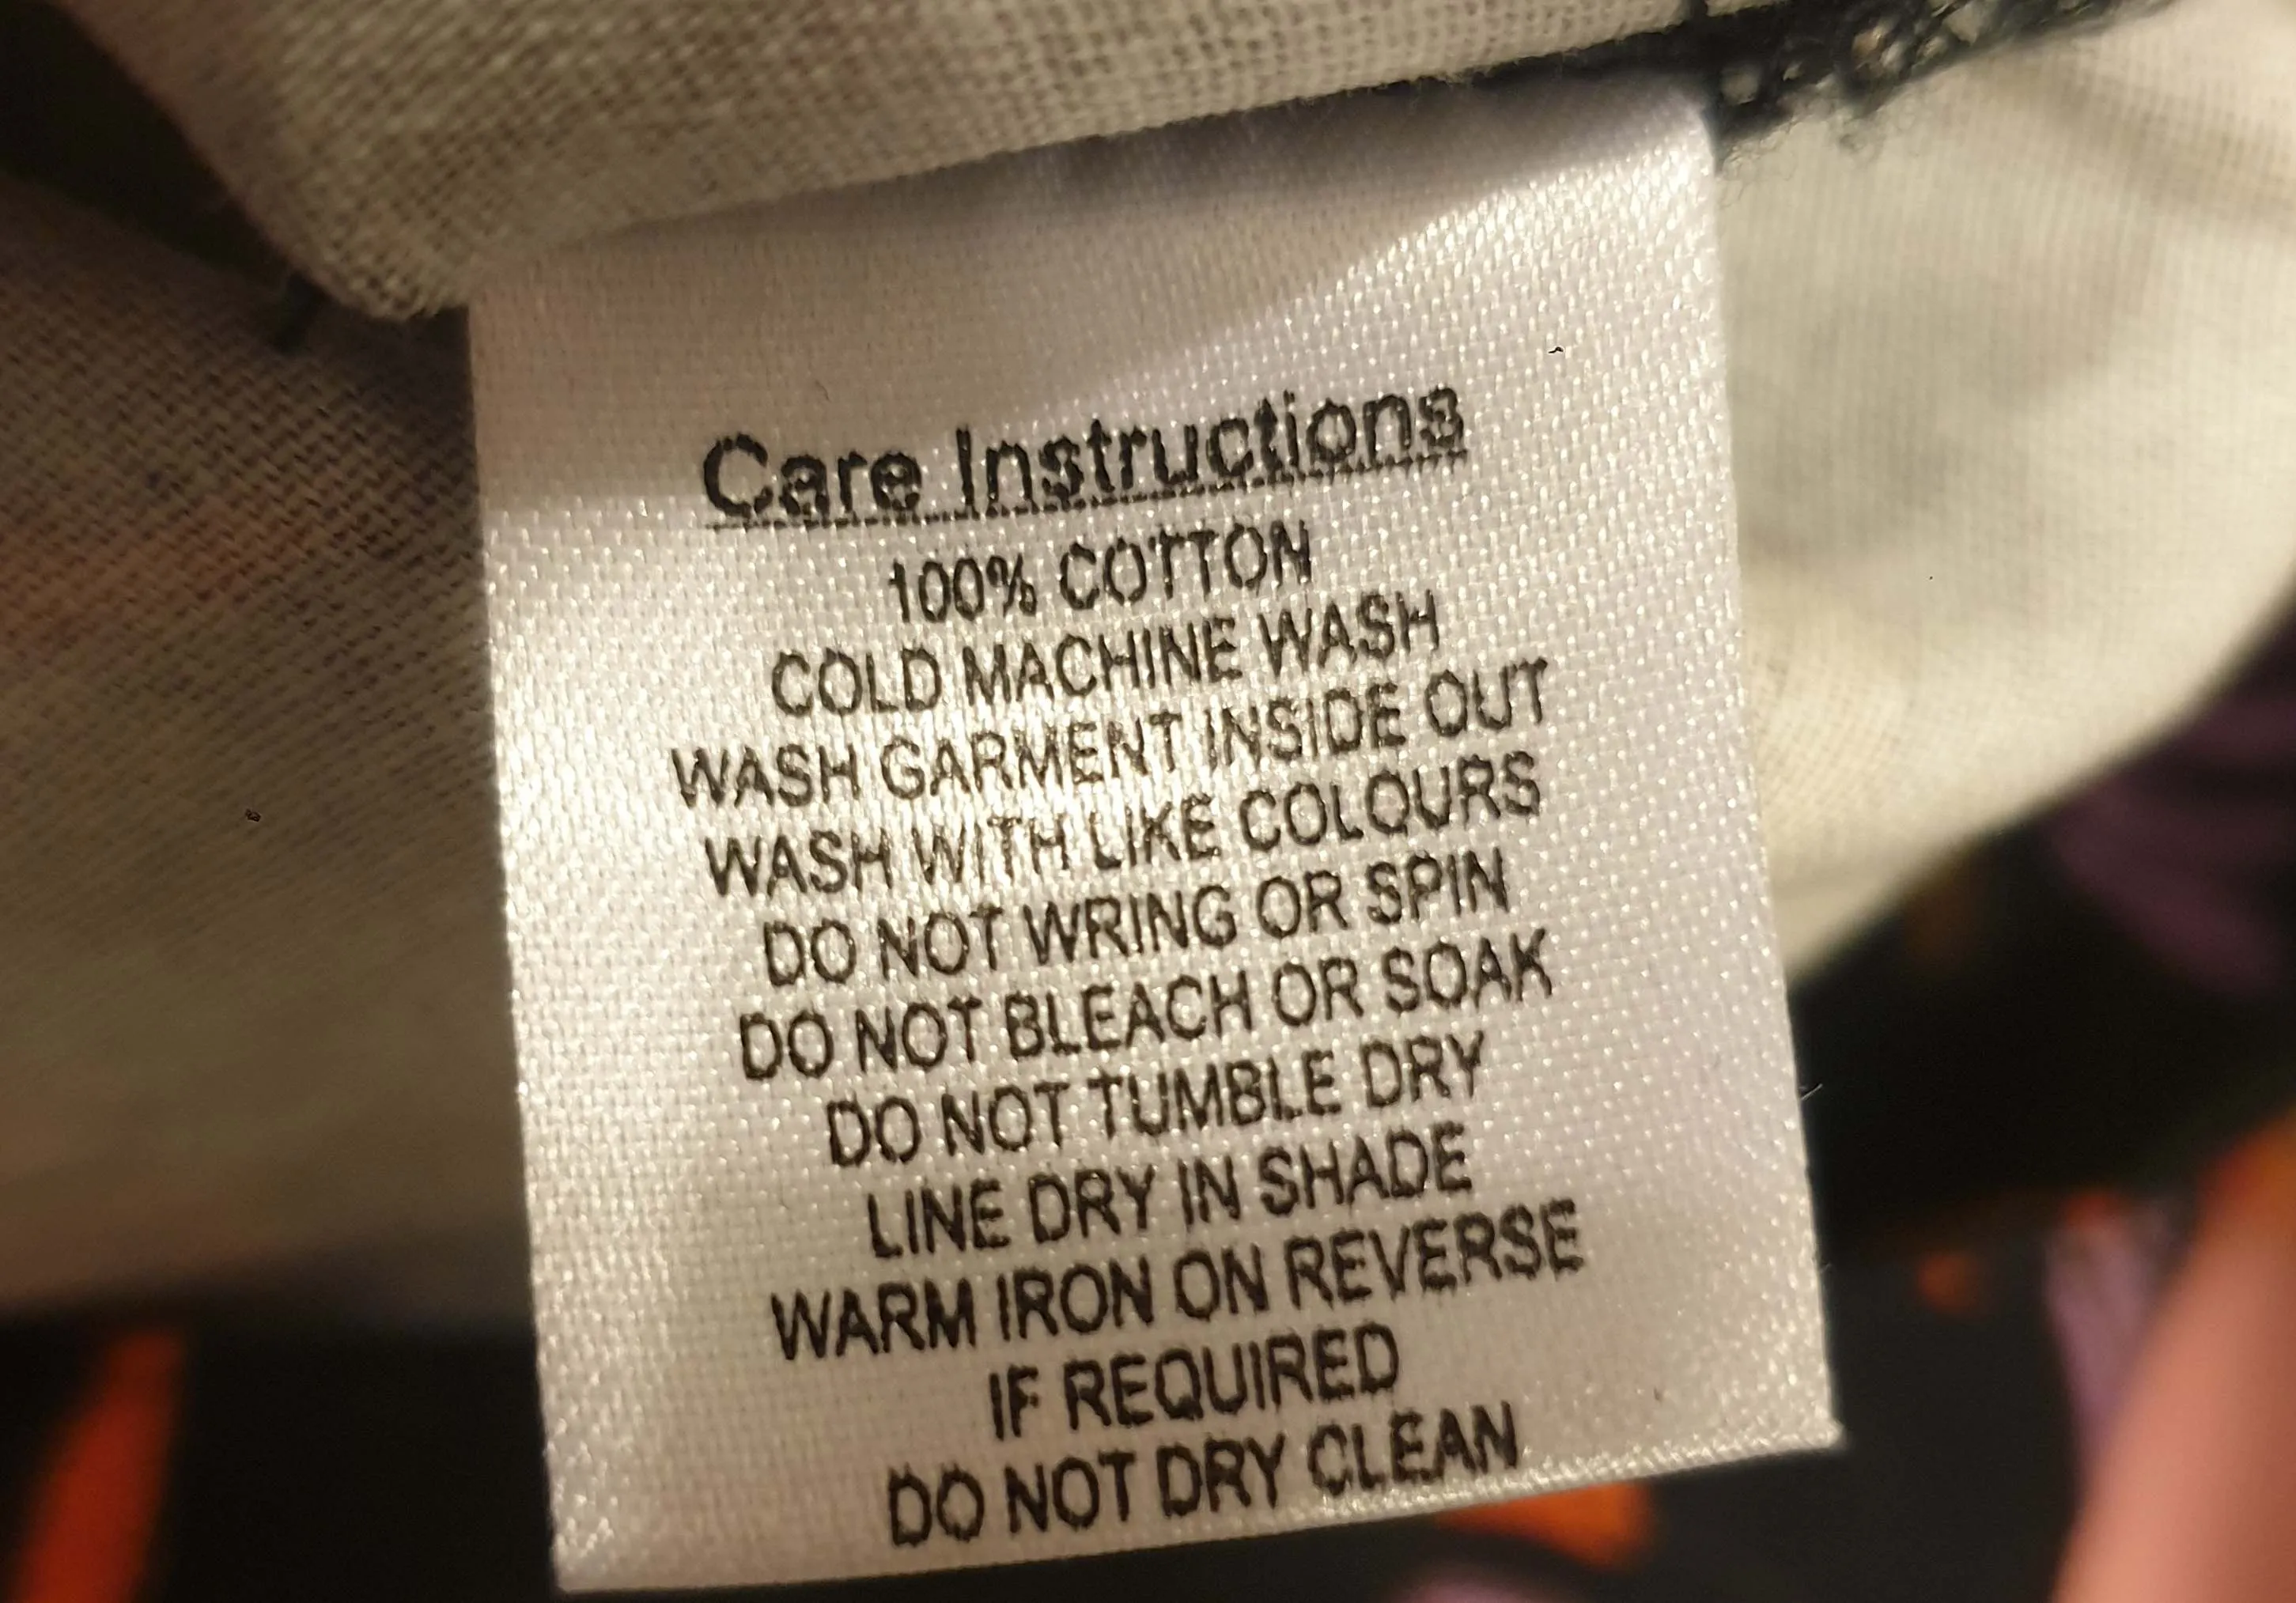 Care Instructions
100% COTTON
COLD MACHINE WASH
WASH GARMENT INSIDE OUT
WASH WITH LIKE COLOURS
DO NOT WRING OR SPIN
DO NOT BLEACH OR SOAK
DO NOT TUMBLE DRY
LINE DRY IN SHADE
WARM IRON ON REVERSE
IF REQUIRED
DO NOT DRY CLEAN